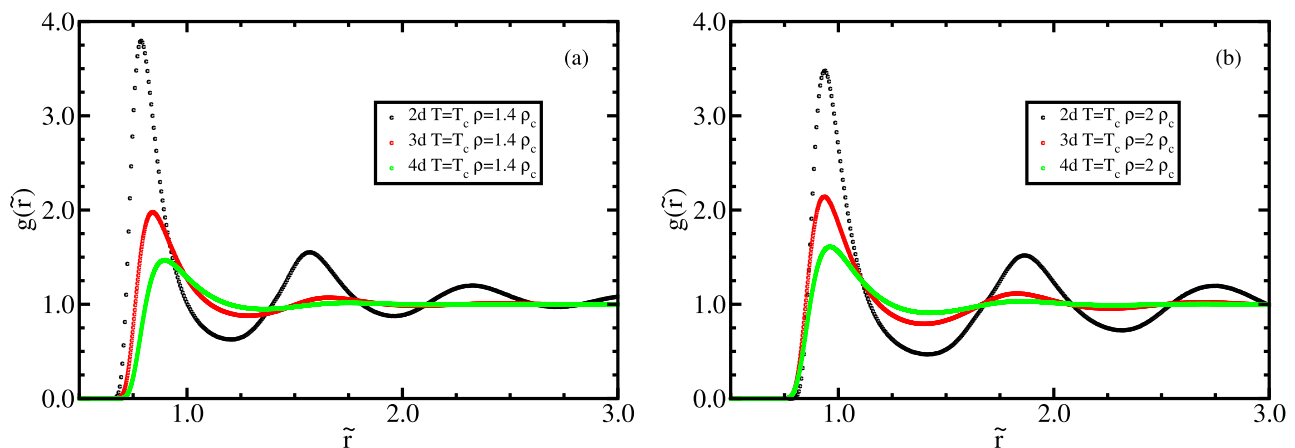 4.0
3.0
2.0
1.0
0.0
g(r̃)
(a)
2d T=T_c ρ=1.4 ρ_c
3d T=T_c ρ=1.4 ρ_c
4d T=T_c ρ=1.4 ρ_c
1.0 2.0 3.0
r̃
4.0
3.0
2.0
1.0
0.0
g(r̃)
(b)
2d T=T_c ρ=2 ρ_c
3d T=T_c ρ=2 ρ_c
4d T=T_c ρ=2 ρ_c
1.0 2.0 3.0
r̃